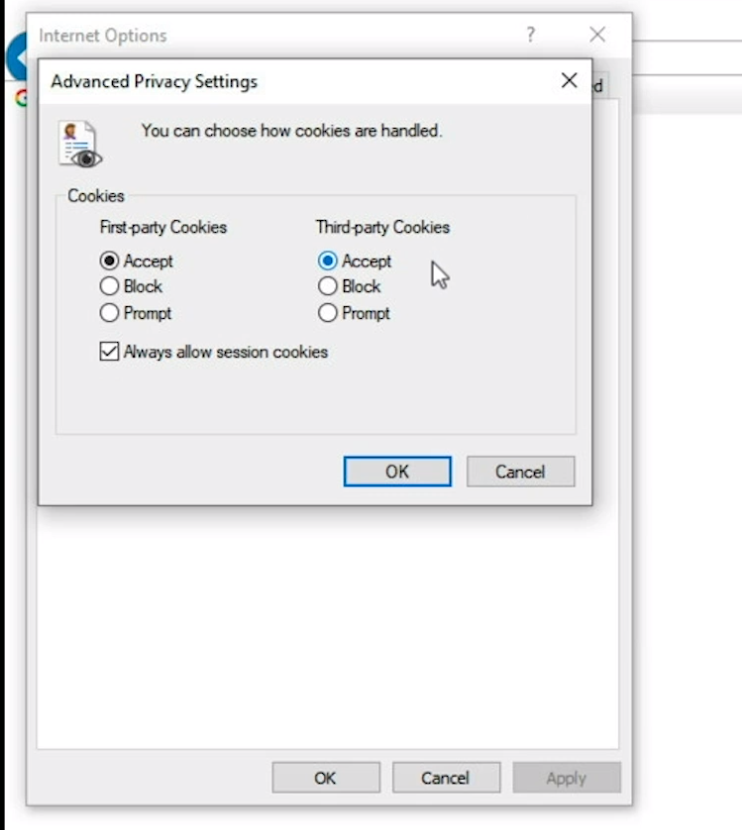 Internet Options
?
Advanced Privacy Settings
d
You can choose how cookies are handled.
Cookies
First-party Cookies Third-party Cookies
Accept Accept
Block Block
Prompt Prompt
Always allow session cookies
OK Cancel
OK Cancel Apply